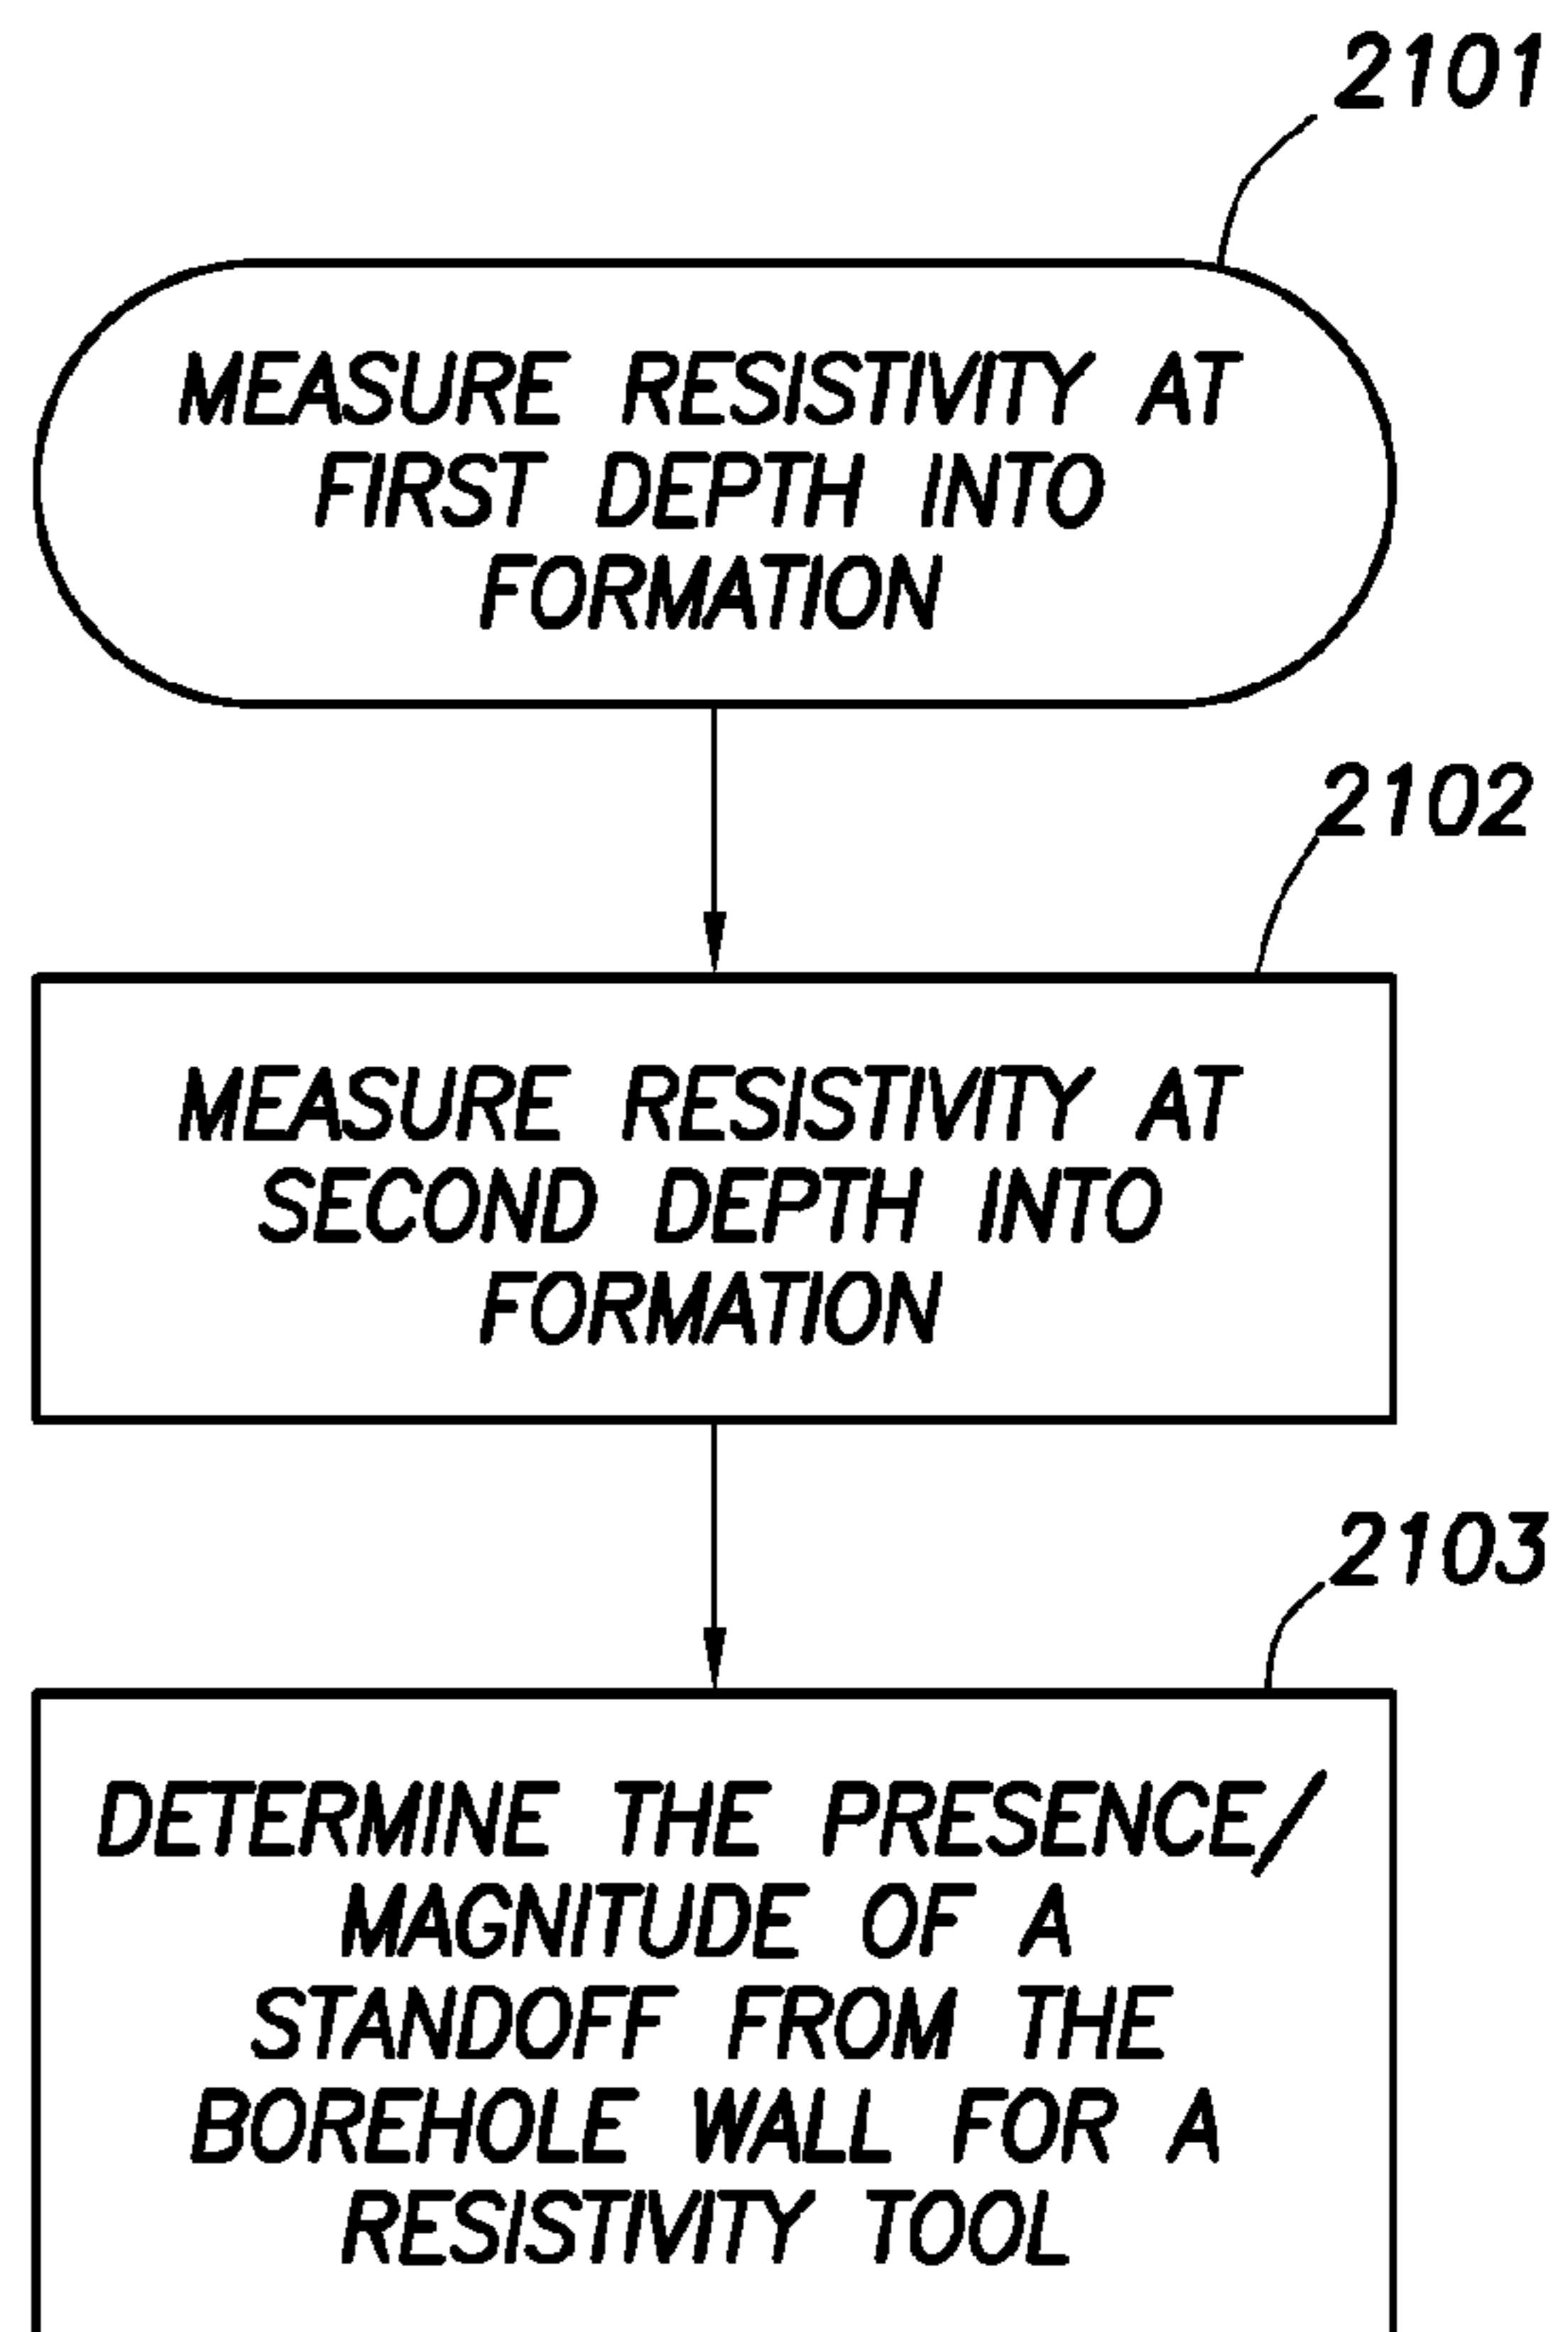 2101
MEASURE RESISTIVITY AT
FIRST DEPTH INTO
FORMATION
2102
MEASURE RESISTIVITY AT
SECOND DEPTH INTO
FORMATION
2103
DETERMINE THE PRESENCE/
MAGNITUDE OF A
STANDOFF FROM THE
BOREHOLE WALL FOR A
RESISTIVITY TOOL